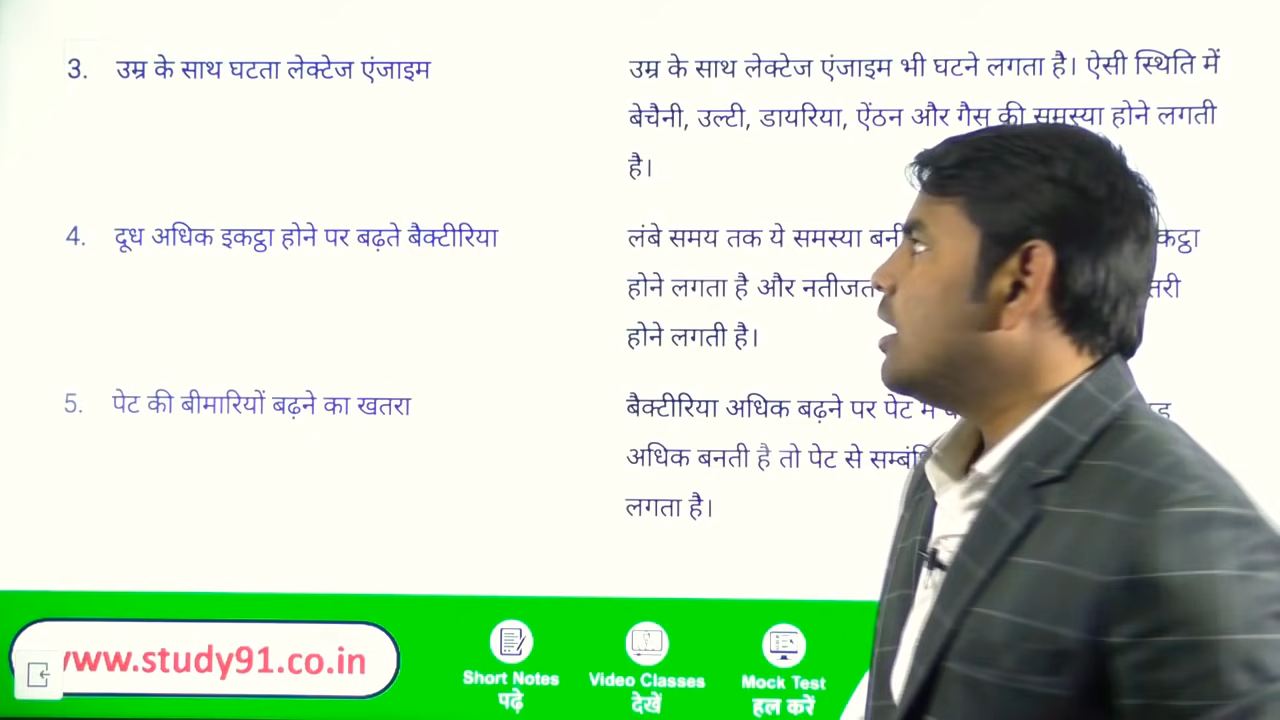 3. उम्र के साथ घटता लेक्टेज एंजाइम
उम्र के साथ लेक्टेज एंजाइम भी घटने लगता है। ऐसी स्थिति में
बेचैनी, उल्टी, डायरिया, ऐंठन और गैस की समस्या होने लगती
है।
4. दूध अधिक इकट्ठा होने पर बढ़ते बैक्टीरिया
लंबे समय तक ये समस्या
होने लगता है और
होने लगती है।
5. पेट की बीमारियों बढ़ने का खतरा
बैक्टीरिया अधिक बढ़ने पर पेट
अधिक बनती है तो पेट से
लगता है।
www.study91.co.in
Short Notes
पढ़े
Video Classes
देखें
Mock Test
हल करें